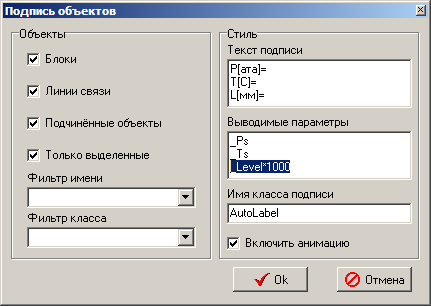 Подпись объектов
Объекты
Блоки
Линии связи
Подчинённые объекты
Только выделенные
Фильтр имени
Фильтр класса
Стиль
Текст подписи
P[ата]=
T[C]=
L[мм]=
Выводимые параметры
_Ps
_Ts
_Level*1000
Имя класса подписи
AutoLabel
Включить анимацию
Ok
Отмена